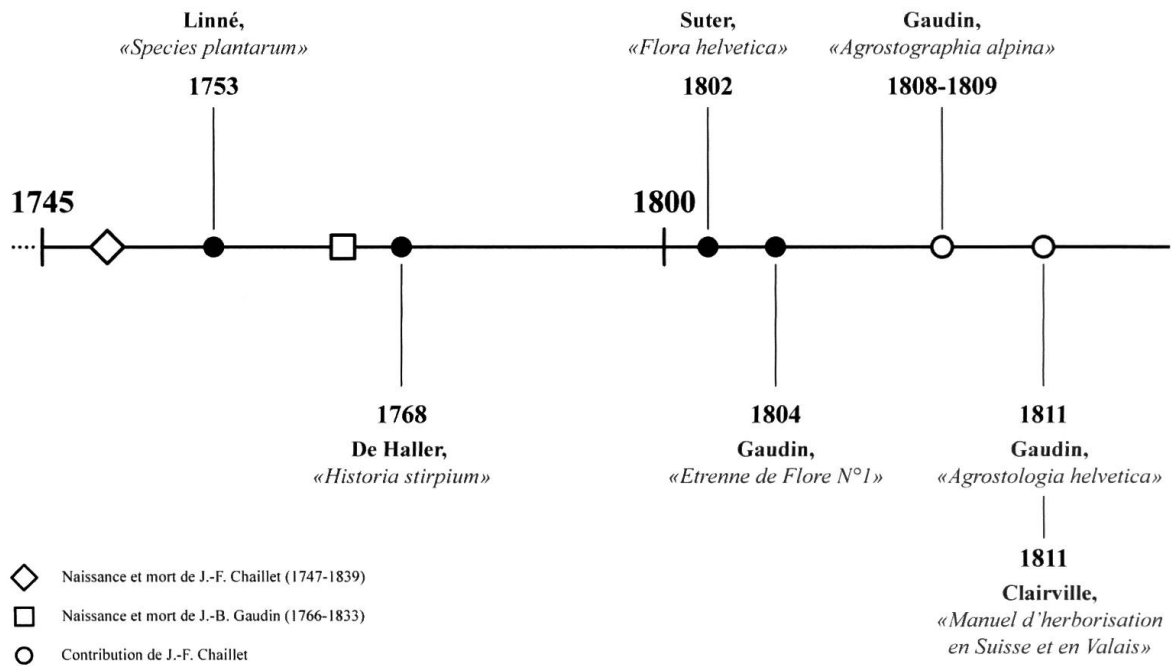 Linné,
«Species plantarum»
1753
Suter,
«Flora helvetica»
1802
Gaudin,
«Agrostographia alpina»
1808-1809
1745
1800
1768
De Haller,
«Historia stirpium»
1804
Gaudin,
«Etrenne de Flore N°1»
1811
Gaudin,
«Agrostologia helvetica»
1811
Clairville,
«Manuel d'herborisation
en Suisse et en Valais»
Naissance et mort de J.-F. Chaillet (1747-1839)
Naissance et mort de J.-B. Gaudin (1766-1833)
Contribution de J.-F. Chaillet